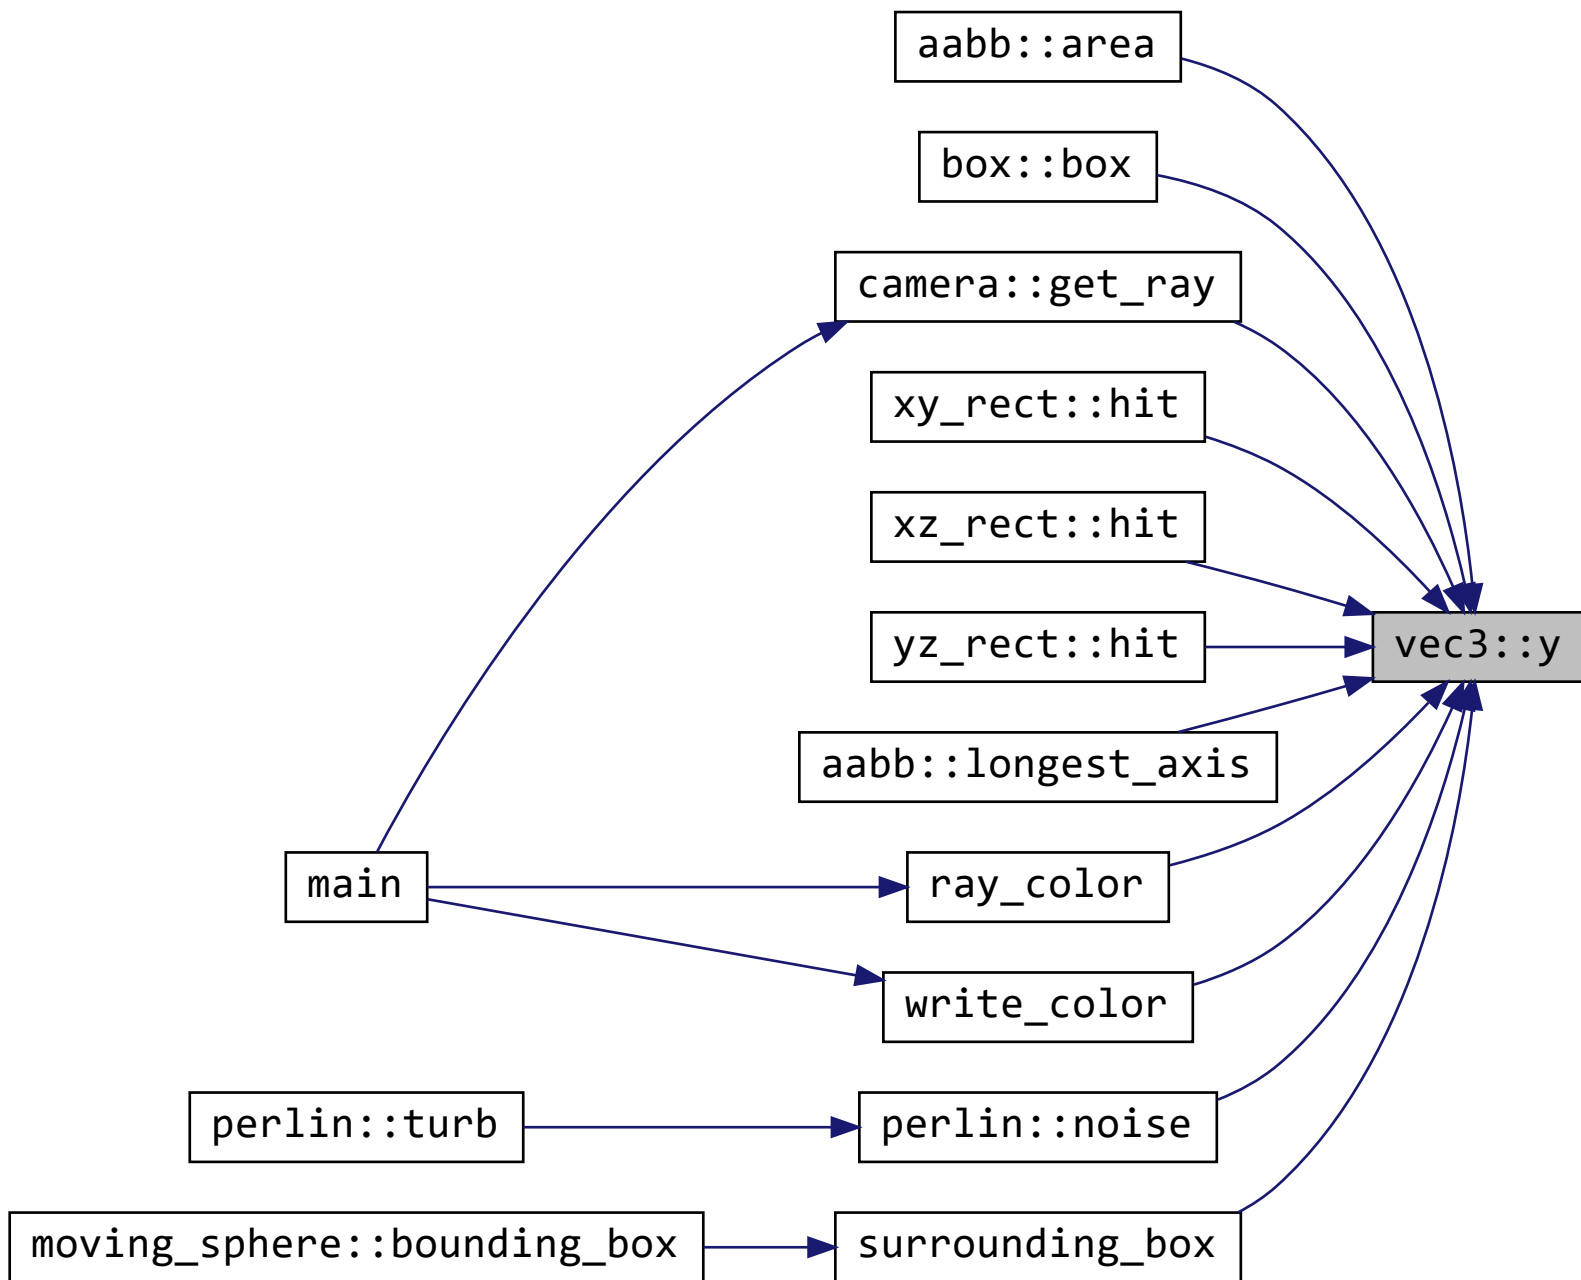 aabb::area
box::box
camera::get_ray
xy_rect::hit
xz_rect::hit
yz_rect::hit
vec3::y
aabb::longest_axis
main
ray_color
write_color
perlin::turb
perlin::noise
moving_sphere::bounding_box
surrounding_box